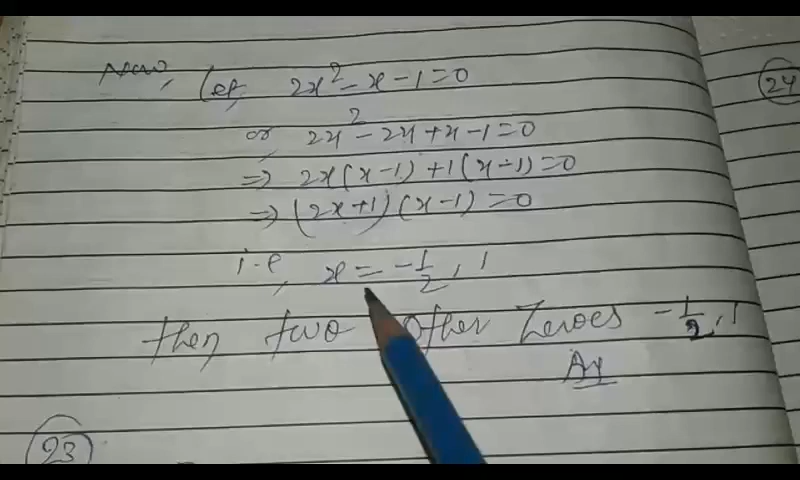 Now, Let, 2x² - x - 1 = 0
24
or, 2x² - 2x + x - 1 = 0
⇒ 2x(x - 1) + 1(x - 1) = 0
⇒ (2x + 1)(x - 1) = 0
i.e, x = -1/2, 1
then two other zeroes -1/2, 1
Ans
23